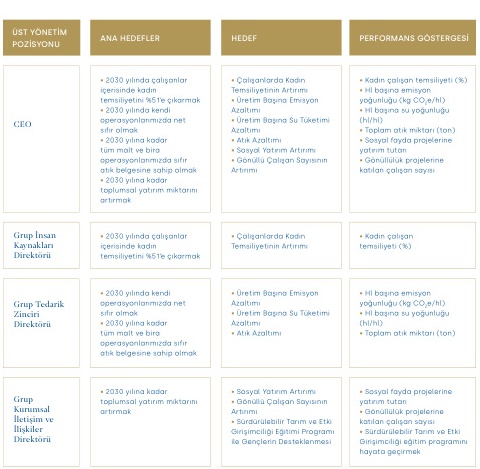 ÜST YÖNETİM
POZİSYONU
ANA HEDEFLER
HEDEF
PERFORMANS GÖSTERGESİ
CEO
• 2030 yılında çalışanlar
içerisinde kadın
temsiliyetini %51'e çıkarmak
• 2030 yılında kendi
operasyonlarımızda net
sıfır olmak
• 2030 yılına kadar
tüm malt ve bira
operasyonlarımızda sıfır
atık belgesine sahip olmak
• 2030 yılına kadar
toplumsal yatırım miktarını
artırmak
• Çalışanlarda Kadın
Temsiliyetinin Artırımı
• Üretim Başına Emisyon
Azaltımı
• Üretim Başına Su Tüketimi
Azaltımı
• Atık Azaltımı
• Sosyal Yatırım Artırımı
• Gönüllü Çalışan Sayısının
Artırımı
• Kadın çalışan temsiliyeti (%)
• Hl başına emisyon
yoğunluğu (kg CO₂e/hl)
• Hl başına su yoğunluğu
(hl/hl)
• Toplam atık miktarı (ton)
• Sosyal fayda projelerine
yatırım tutarı
• Gönüllülük projelerine
katılan çalışan sayısı
Grup İnsan
Kaynakları
Direktörü
• 2030 yılında çalışanlar
içerisinde kadın
temsiliyetini %51'e çıkarmak
• Çalışanlarda Kadın
Temsiliyetinin Artırımı
• Kadın çalışan
temsiliyeti (%)
Grup Tedarik
Zinciri
Direktörü
• 2030 yılında kendi
operasyonlarımızda net
sıfır olmak
• 2030 yılına kadar
tüm malt ve bira
operasyonlarımızda sıfır
atık belgesine sahip olmak
• Üretim Başına Emisyon
Azaltımı
• Üretim Başına Su Tüketimi
Azaltımı
• Atık Azaltımı
• Hl başına emisyon
yoğunluğu (kg CO₂e/hl)
• Hl başına su yoğunluğu
(hl/hl)
• Toplam atık miktarı (ton)
Grup
Kurumsal
İletişim ve
İlişkiler
Direktörü
• 2030 yılına kadar
toplumsal yatırım miktarını
artırmak
• Sosyal Yatırım Artırımı
• Gönüllü Çalışan Sayısının
Artırımı
• Sürdürülebilir Tarım ve Etki
Girişimciliği Eğitimi Programı
ile Gençlerin Desteklenmesi
• Sosyal fayda projelerine
yatırım tutarı
• Gönüllülük projelerine
katılan çalışan sayısı
• Sürdürülebilir Tarım ve Etki
Girişimciliği eğitim programını
hayata geçirmek